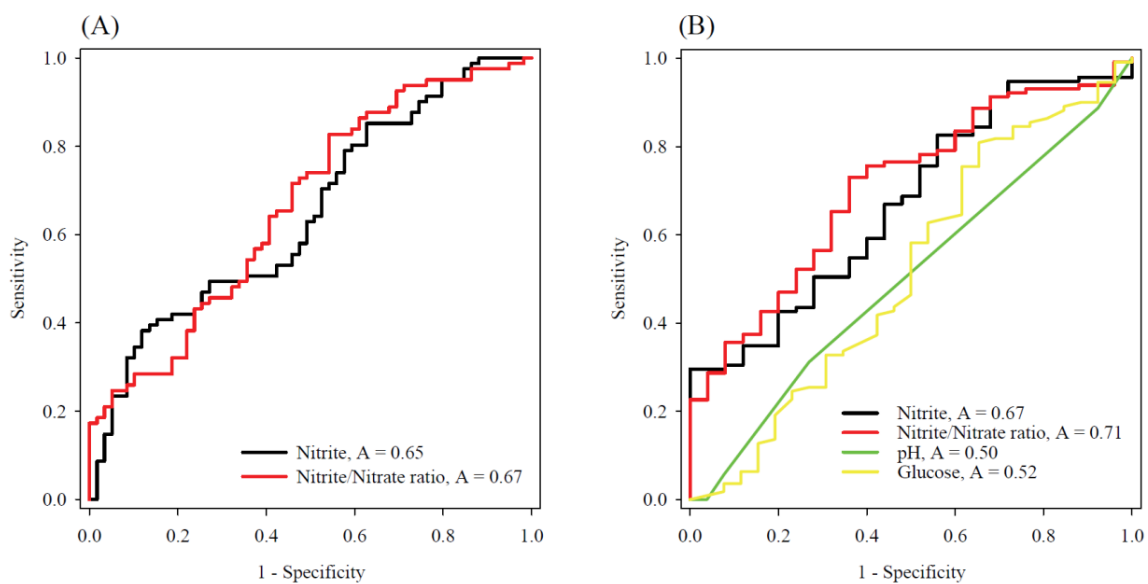 (A)
1.0
0.8
0.6
0.4
0.2
0.0
Sensitivity
Nitrite, A = 0.65
Nitrite/Nitrate ratio, A = 0.67
0.0 0.2 0.4 0.6 0.8 1.0
1 - Specificity
(B)
1.0
0.8
0.6
0.4
0.2
0.0
Sensitivity
Nitrite, A = 0.67
Nitrite/Nitrate ratio, A = 0.71
pH, A = 0.50
Glucose, A = 0.52
0.0 0.2 0.4 0.6 0.8 1.0
1 - Specificity